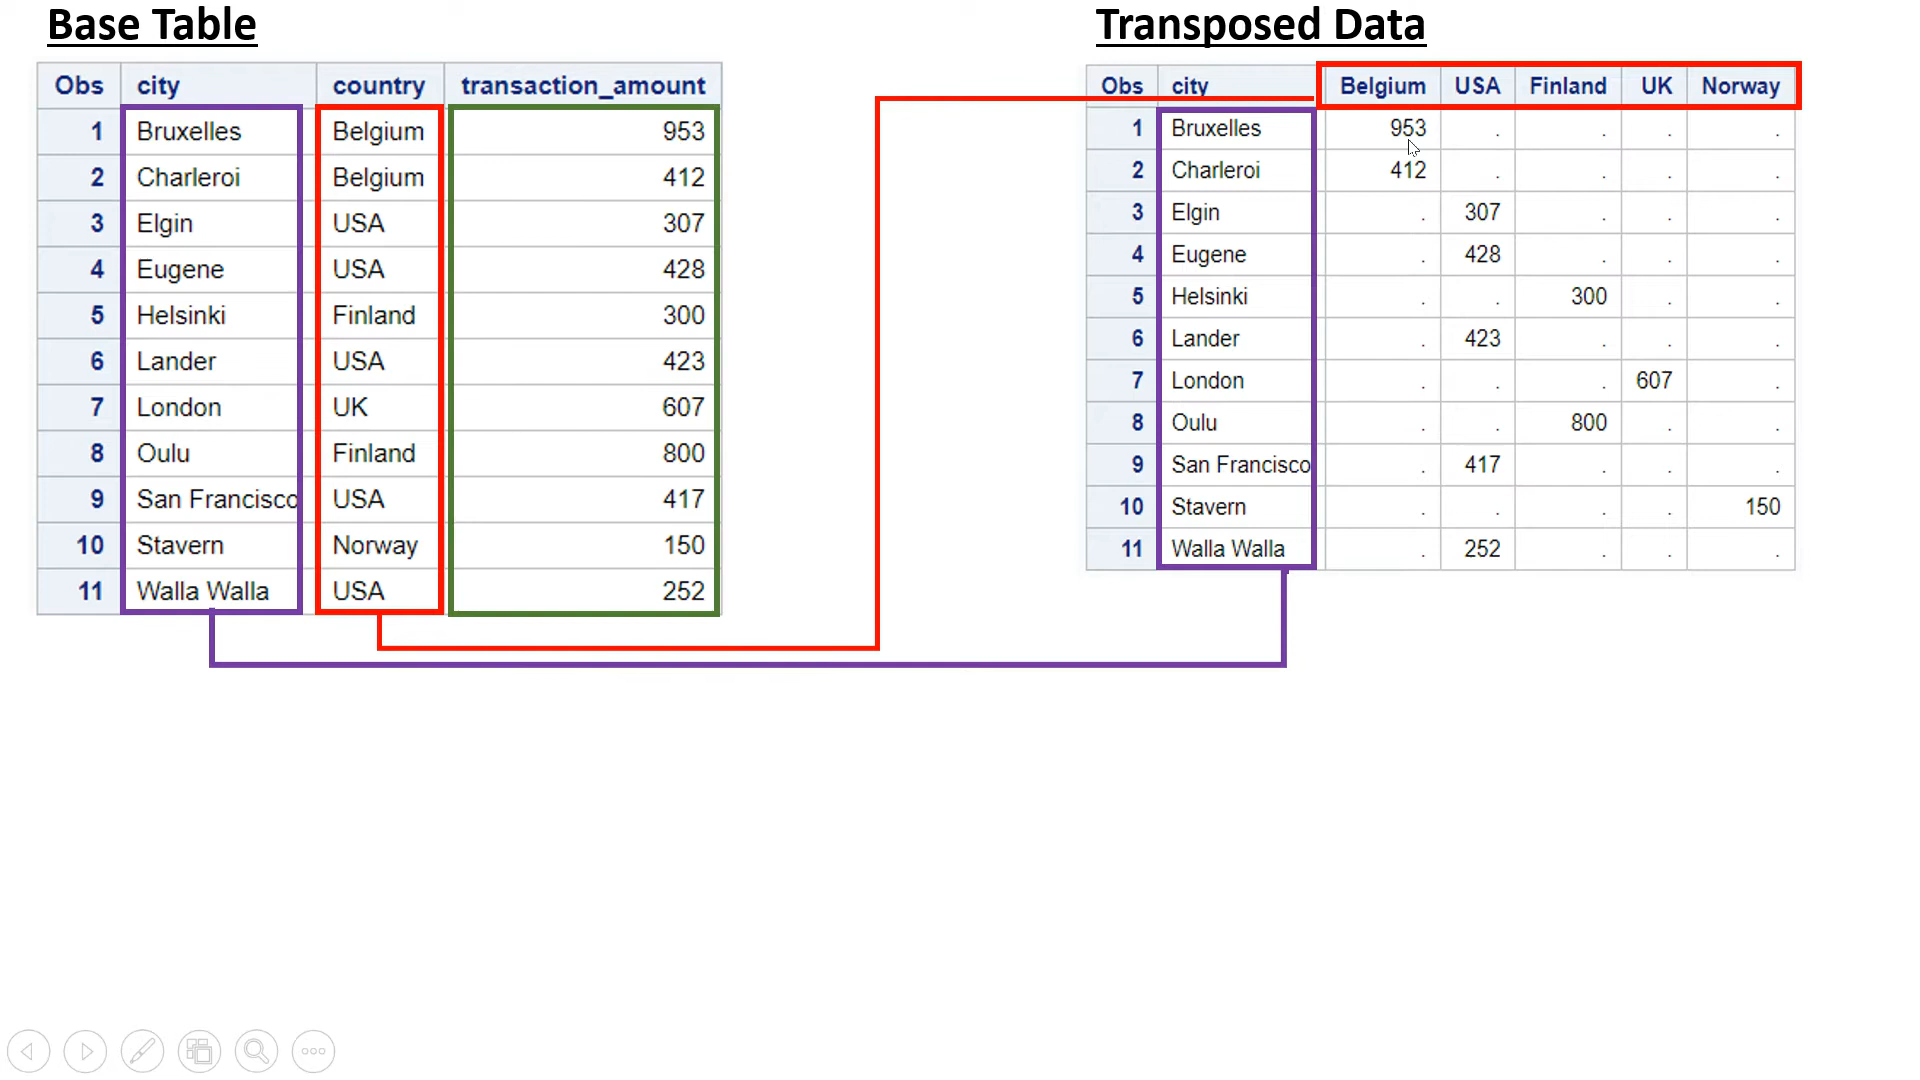 Base Table
Obs city country transaction_amount
1 Bruxelles Belgium 953
2 Charleroi Belgium 412
3 Elgin USA 307
4 Eugene USA 428
5 Helsinki Finland 300
6 Lander USA 423
7 London UK 607
8 Oulu Finland 800
9 San Francisco USA 417
10 Stavern Norway 150
11 Walla Walla USA 252
Transposed Data
Obs city Belgium USA Finland UK Norway
1 Bruxelles 953 . . . .
2 Charleroi 412 . . . .
3 Elgin . 307 . . .
4 Eugene . 428 . . .
5 Helsinki . . 300 . .
6 Lander . 423 . . .
7 London . . . 607 .
8 Oulu . . 800 . .
9 San Francisco . 417 . . .
10 Stavern . . . . 150
11 Walla Walla . 252 . . .